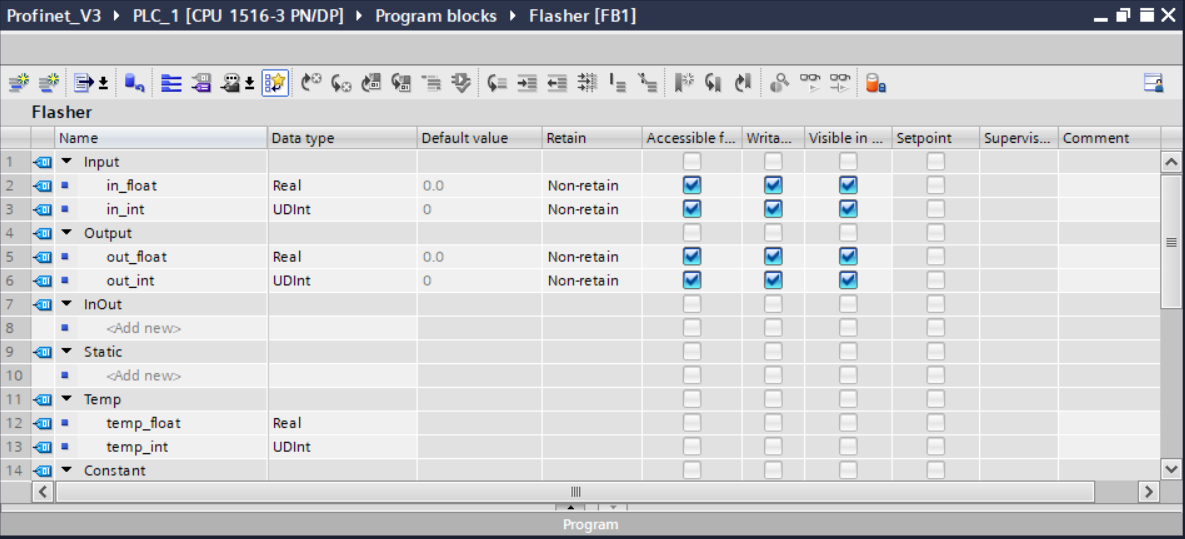 Profinet_V3 ▸ PLC_1 [CPU 1516-3 PN/DP] ▸ Program blocks ▸ Flasher [FB1]
Flasher
Name Data type Default value Retain Accessible f... Writa... Visible in ... Setpoint Supervis... Comment
1 Input
2 in_float Real 0.0 Non-retain
3 in_int UDInt 0 Non-retain
4 Output
5 out_float Real 0.0 Non-retain
6 out_int UDInt 0 Non-retain
7 InOut
8 <Add new>
9 Static
10 <Add new>
11 Temp
12 temp_float Real
13 temp_int UDInt
14 Constant
Program